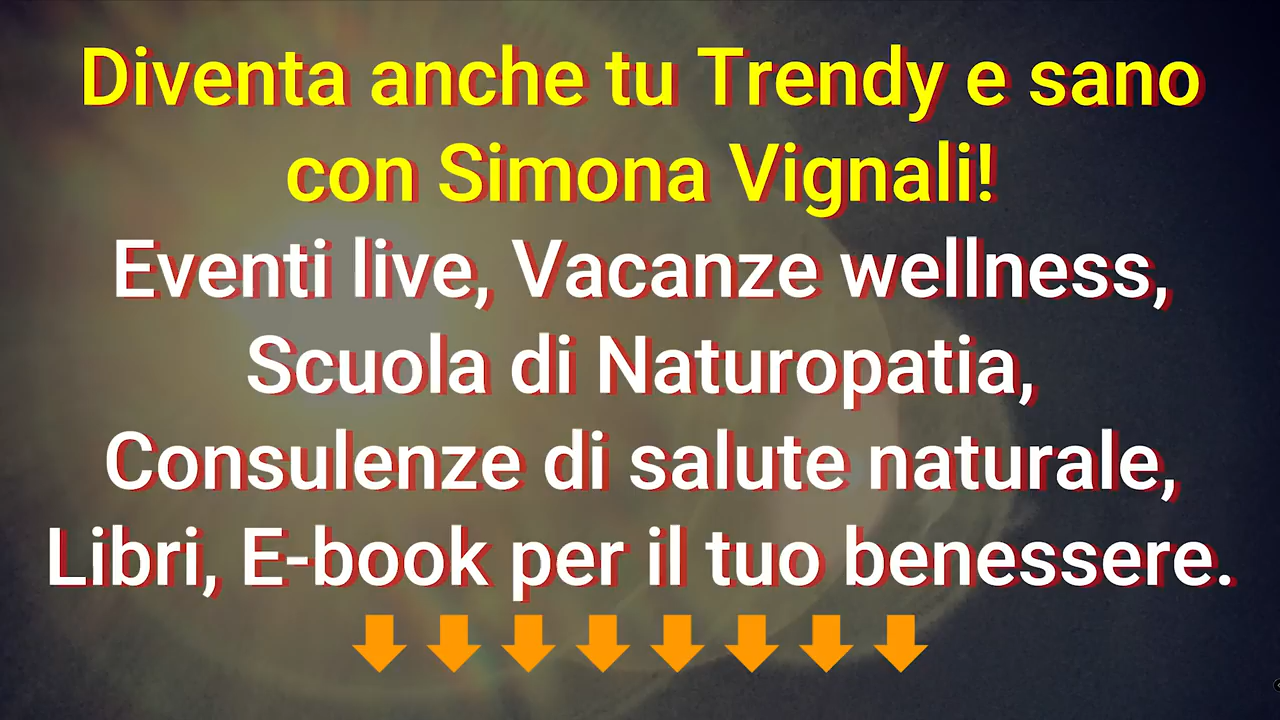 Diventa anche tu Trendy e sano
con Simona Vignali!
Eventi live, Vacanze wellness,
Scuola di Naturopatia,
Consulenze di salute naturale,
Libri, E-book per il tuo benessere.